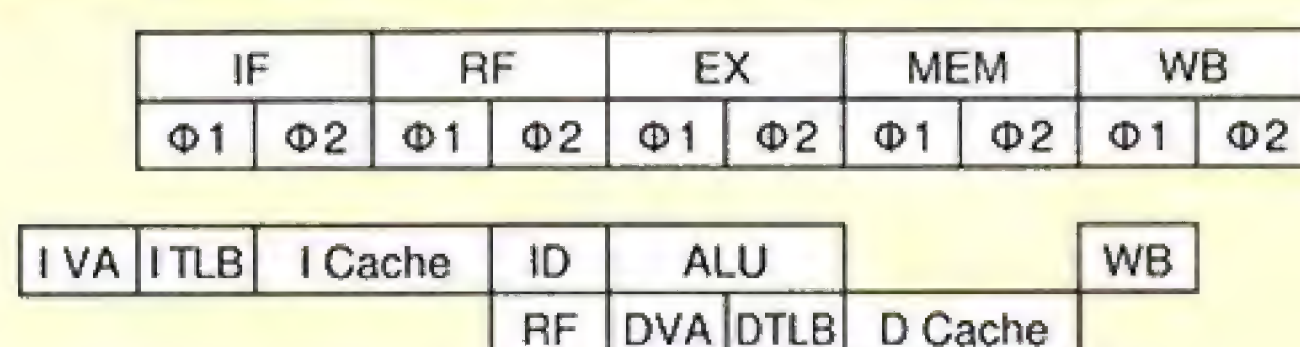 IF RF EX MEM WB
Φ1 Φ2 Φ1 Φ2 Φ1 Φ2 Φ1 Φ2 Φ1 Φ2
I VA I TLB I Cache ID ALU WB
RF DVA DTLB D Cache